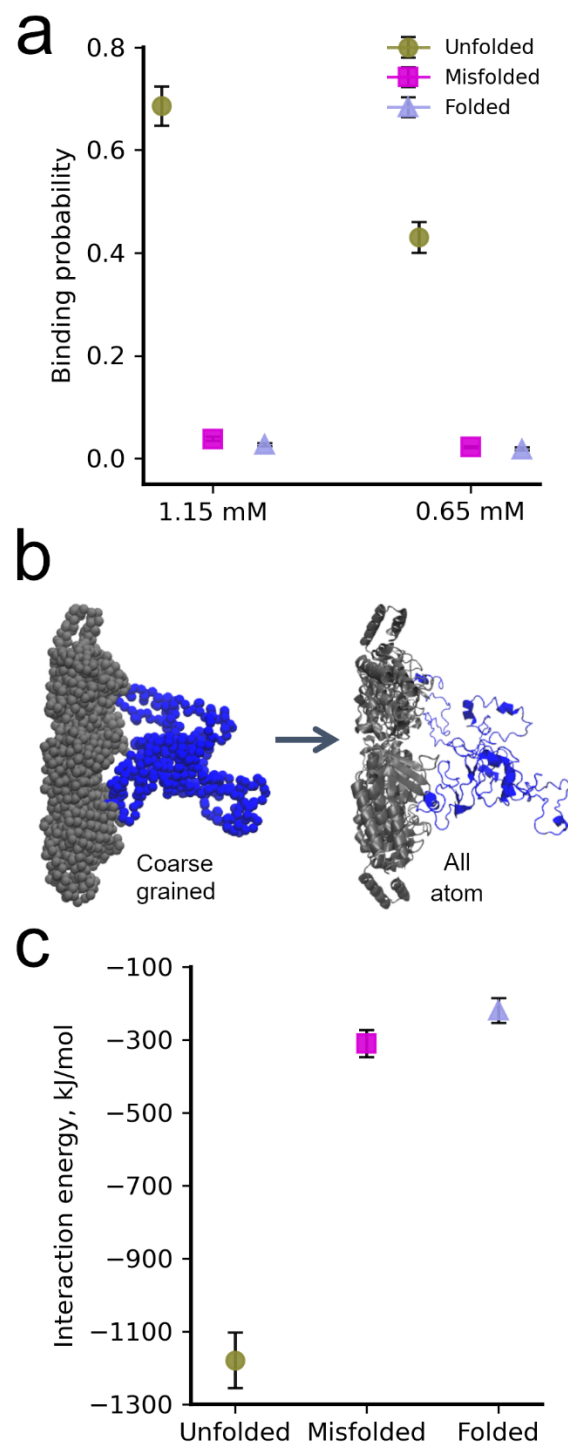 a
0.8
0.6
0.4
0.2
0.0
Binding probability
Unfolded
Misfolded
Folded
1.15 mM
0.65 mM
b
Coarse
grained
All
atom
c
−100
−300
−500
−700
−900
−1100
−1300
Interaction energy, kJ/mol
Unfolded
Misfolded
Folded